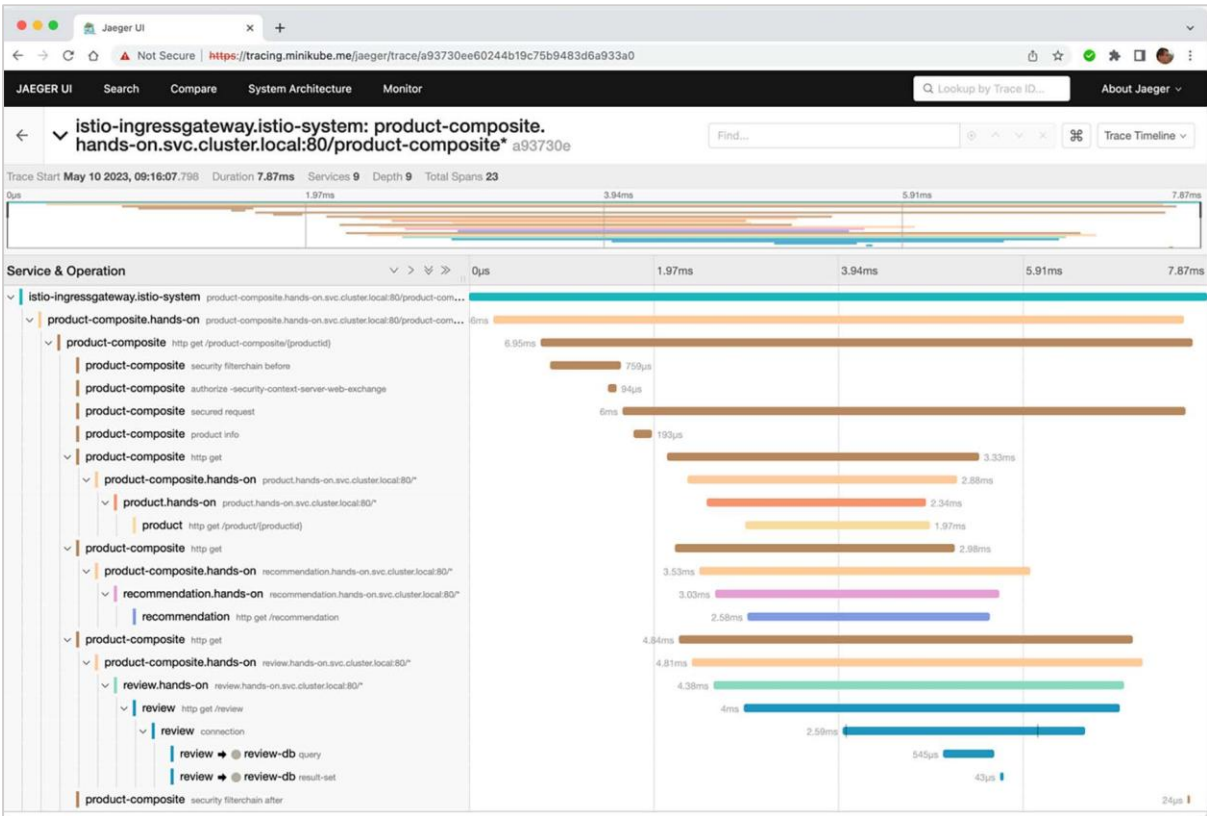 Jaeger UI
Not Secure | https://tracing.minikube.me/jaeger/trace/a93730ee60244b19c75b9483d6a933a0
JAEGER UI Search Compare System Architecture Monitor Lookup by Trace ID... About Jaeger
istio-ingressgateway.istio-system: product-composite.
hands-on.svc.cluster.local:80/product-composite* a93730e
Find...
Trace Timeline
Trace Start May 10 2023, 09:16:07.798 Duration 7.87ms Services 9 Depth 9 Total Spans 23
0μs 1.97ms 3.94ms 5.91ms 7.87ms
Service & Operation 0μs 1.97ms 3.94ms 5.91ms 7.87ms
istio-ingressgateway.istio-system product-composite.hands-on.svc.cluster.local:80/product-com...
product-composite.hands-on product-composite.hands-on.svc.cluster.local:80/product-com... 6ms
product-composite http get /product-composite/{productid} 6.95ms
product-composite security filterchain before 759μs
product-composite authorize -security-context-server-web-exchange 94μs
product-composite secured request 6ms
product-composite product info 193μs
product-composite http get 3.33ms
product-composite.hands-on product.hands-on.svc.cluster.local:80/* 2.88ms
product.hands-on product.hands-on.svc.cluster.local:80/* 2.34ms
product http get /product/{productid} 1.97ms
product-composite http get 2.98ms
product-composite.hands-on recommendation.hands-on.svc.cluster.local:80/* 3.53ms
recommendation.hands-on recommendation.hands-on.svc.cluster.local:80/* 3.03ms
recommendation http get /recommendation 2.58ms
product-composite http get 4.84ms
product-composite.hands-on review.hands-on.svc.cluster.local:80/* 4.81ms
review.hands-on review.hands-on.svc.cluster.local:80/* 4.38ms
review http get /review 4ms
review connection 2.59ms
review → review-db query 545μs
review → review-db result-set 43μs
product-composite security filterchain after 24μs